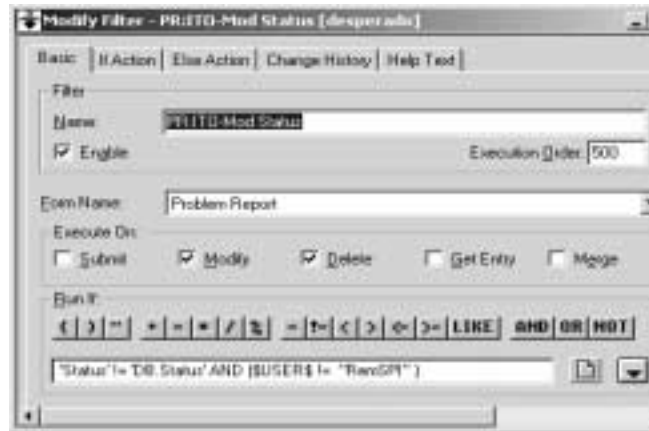 Modify Filter - PR:ITO-Mod Status [desperado]
Basic If Action Else Action Change History Help Text
Filter
Name: PR:ITO-Mod Status
Enable Execution Order: 500
Form Name: Problem Report
Execute On:
Submit Modify Delete Get Entry Merge
Run If:
( ) "" + - * / % = != < > <= >= LIKE AND OR NOT
'Status' != 'DB.Status' AND ($USER$ != "RemSPI" )